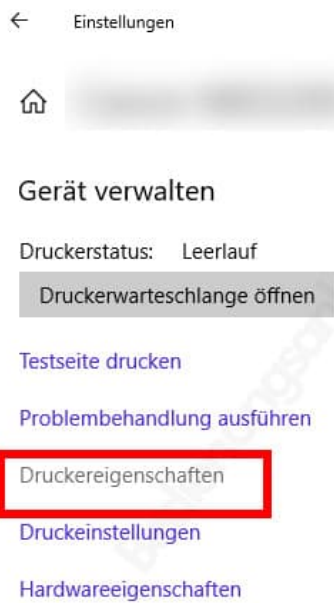 Einstellungen
Gerät verwalten
Druckerstatus: Leerlauf
Druckerwarteschlange öffnen
Testseite drucken
Problembehandlung ausführen
Druckereigenschaften
Druckeinstellungen
Hardwareeigenschaften